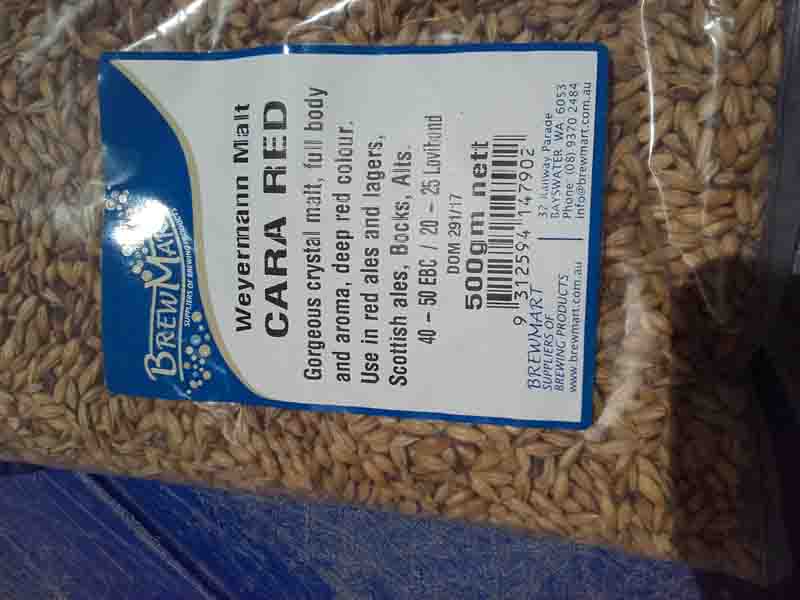 BREWMART
SUPPLIERS OF BREWING PRODUCTS
Weyermann Malt
CARA RED
Gorgeous crystal malt, full body
and aroma, deep red colour.
Use in red ales and lagers,
Scottish ales, Bocks, Alts.
40 – 50 EBC / 20 – 25 Lovibond
DOM 291/17
500gm nett
9 312594 147902
BREWMART
SUPPLIERS OF
BREWING PRODUCTS
www.brewmart.com.au
37 Railway Parade
BAYSWATER WA 6053
Phone (08) 9370 2484
info@brewmart.com.au